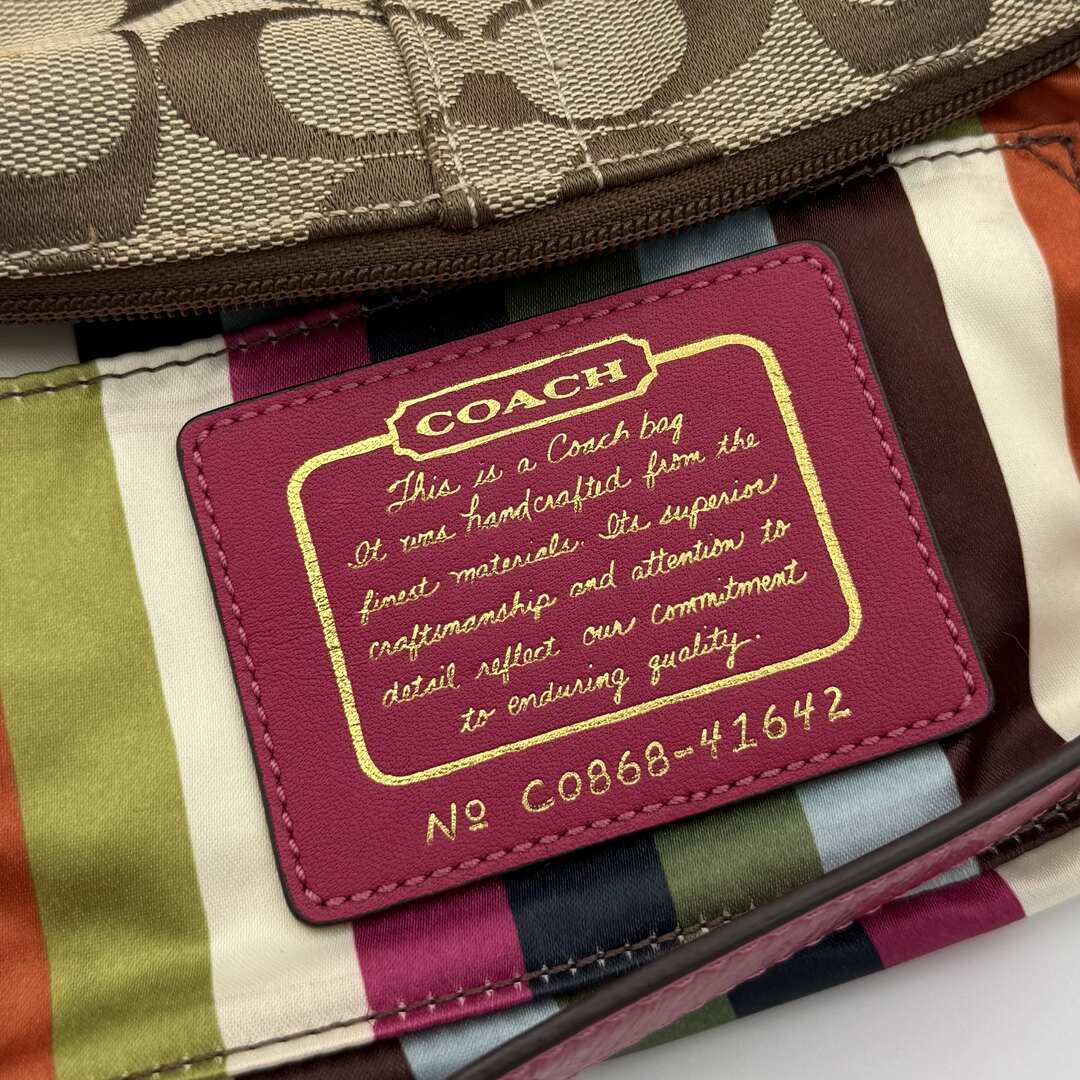 COACH
This is a Coach bag
It was handcrafted from the
finest materials. Its superior
craftsmanship and attention to
detail reflect our commitment
to enduring quality.
Nº C0868-41642